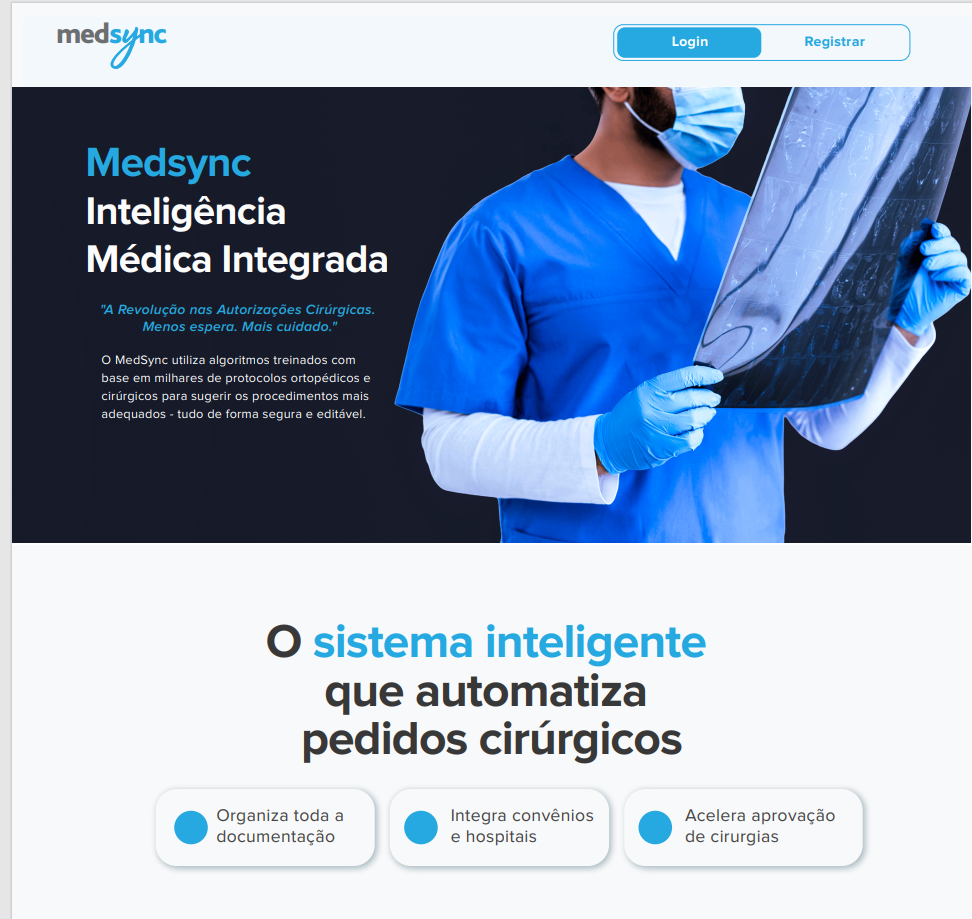 medsync
Login
Registrar
Medsync
Inteligência
Médica Integrada
"A Revolução nas Autorizações Cirúrgicas.
Menos espera. Mais cuidado."
O MedSync utiliza algoritmos treinados com
base em milhares de protocolos ortopédicos e
cirúrgicos para sugerir os procedimentos mais
adequados - tudo de forma segura e editável.
O sistema inteligente
que automatiza
pedidos cirúrgicos
Organiza toda a
documentação
Integra convênios
e hospitais
Acelera aprovação
de cirurgias